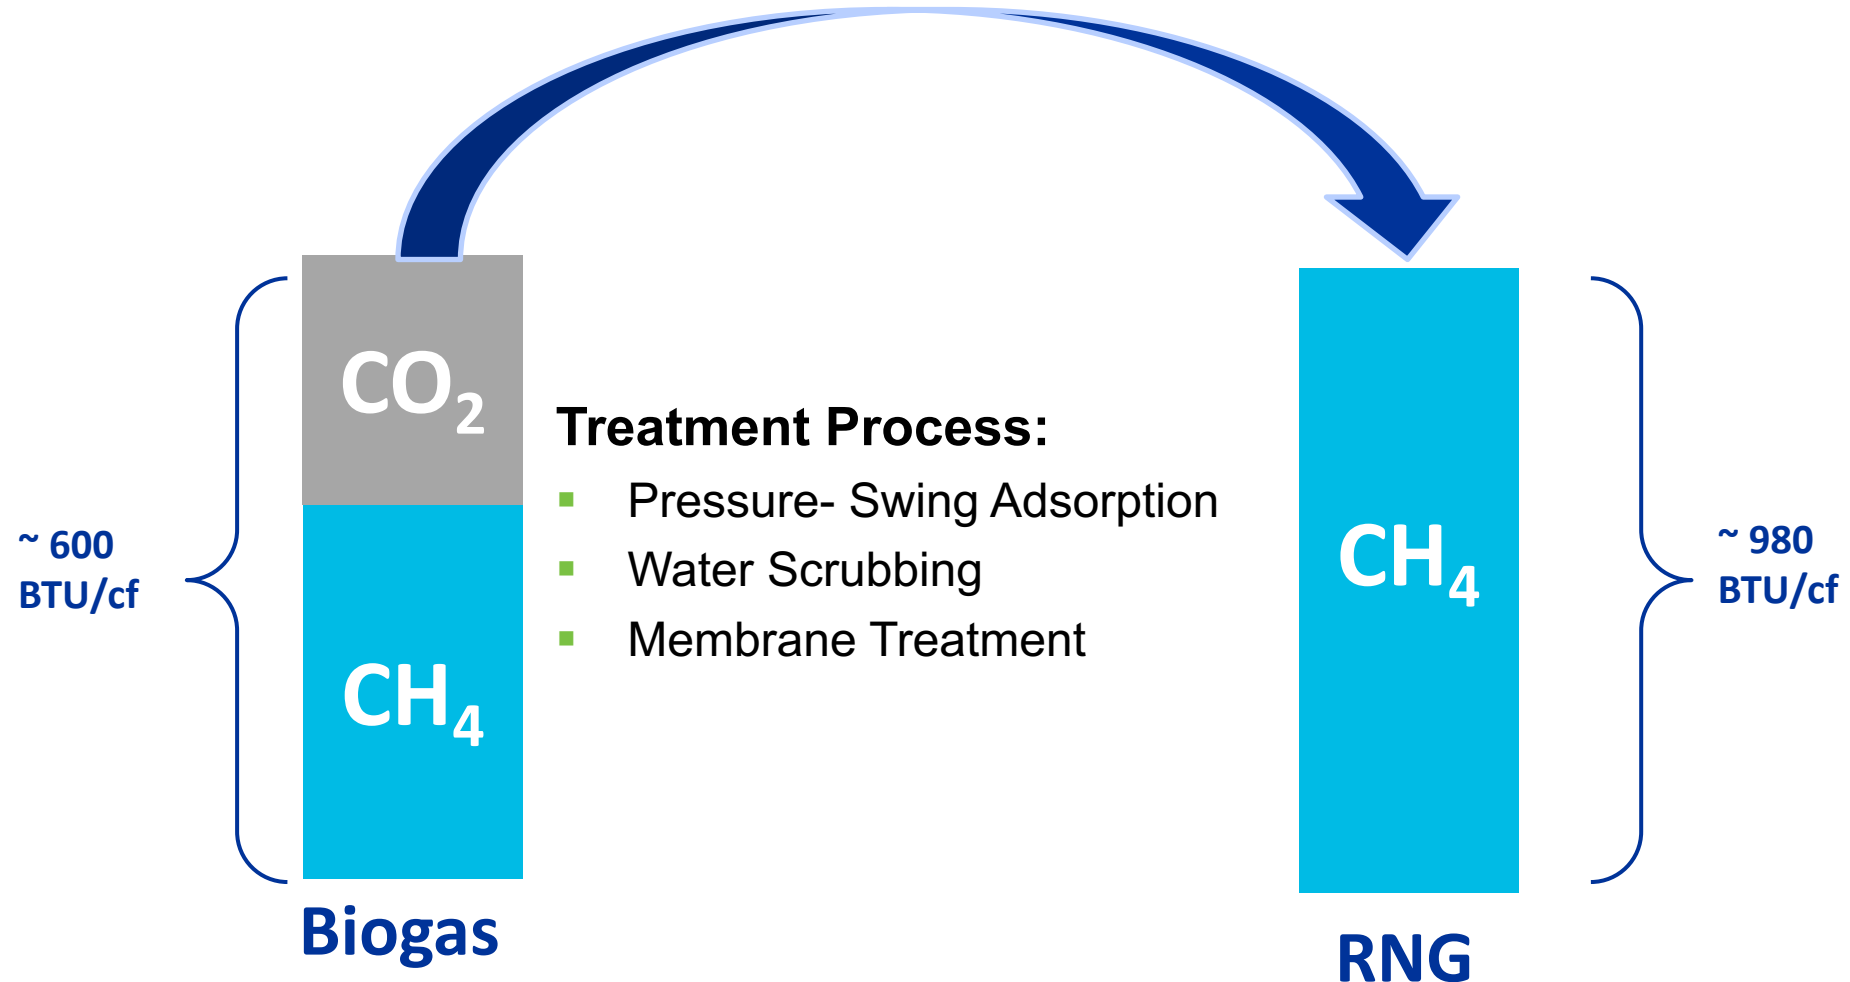 CO₂
CH₄
~ 600
BTU/cf
Biogas
Treatment Process:
▪ Pressure- Swing Adsorption
▪ Water Scrubbing
▪ Membrane Treatment
CH₄
~ 980
BTU/cf
RNG